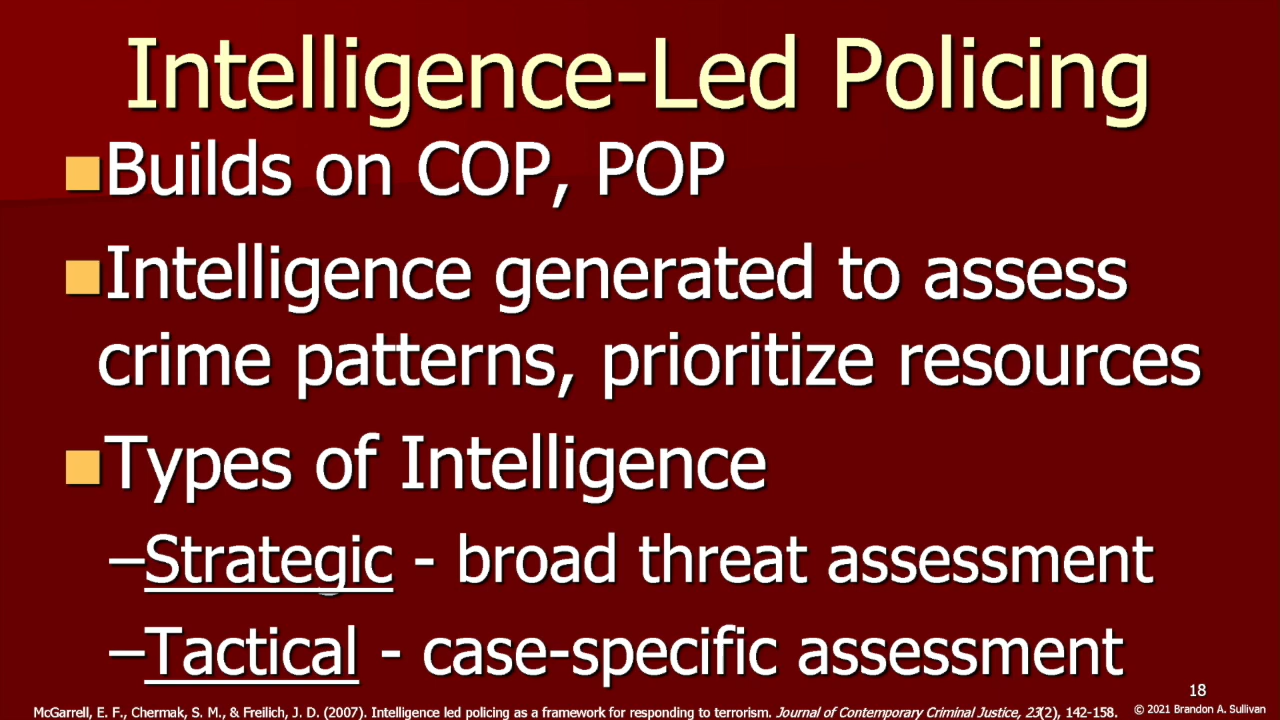 Intelligence-Led Policing
Builds on COP, POP
Intelligence generated to assess
crime patterns, prioritize resources
Types of Intelligence
–Strategic - broad threat assessment
–Tactical - case-specific assessment
18
McGarrell, E. F., Chermak, S. M., & Freilich, J. D. (2007). Intelligence led policing as a framework for responding to terrorism. Journal of Contemporary Criminal Justice, 23(2), 142-158.
© 2021 Brandon A. Sullivan